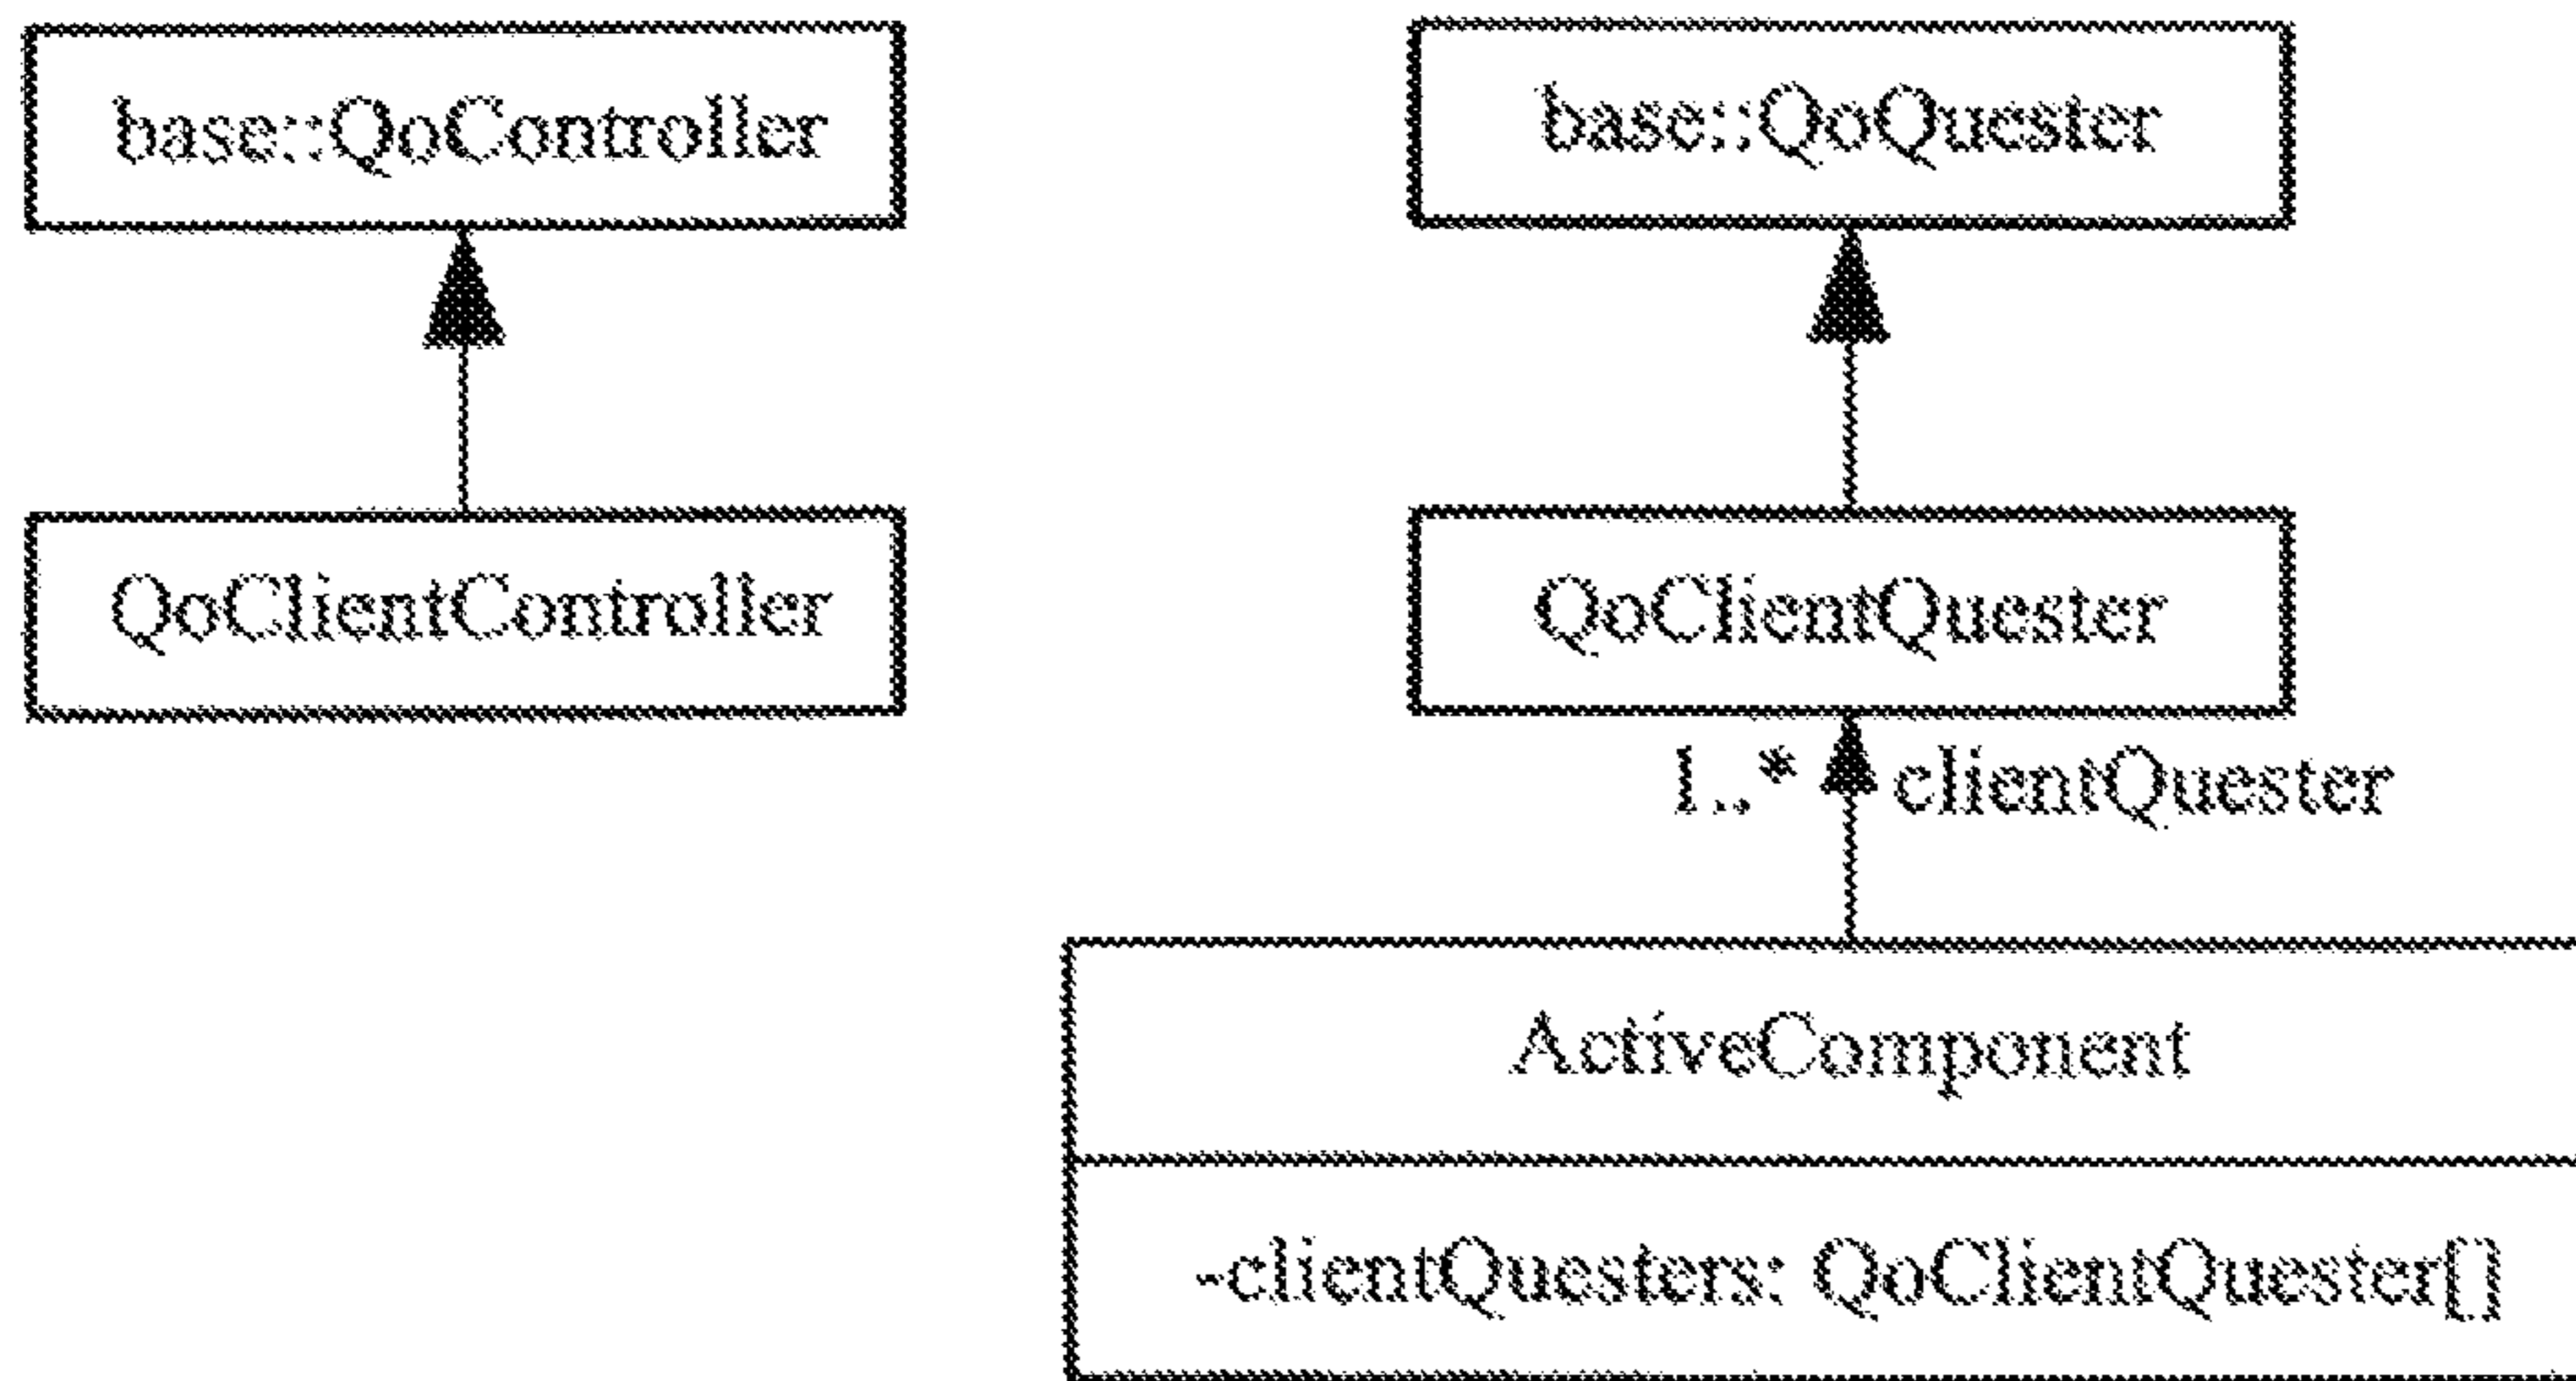 base::QoController
base::QoQuester
QoClientController
QoClientQuester
1..* clientQuester
ActiveComponent
-clientQuesters: QoClientQuester[]